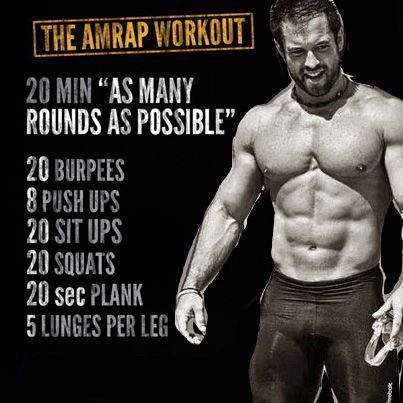 THE AMRAP WORKOUT
20 MIN “AS MANY
ROUNDS AS POSSIBLE”
20 BURPEES
8 PUSH UPS
20 SIT UPS
20 SQUATS
20 sec PLANK
5 LUNGES PER LEG
Reebok